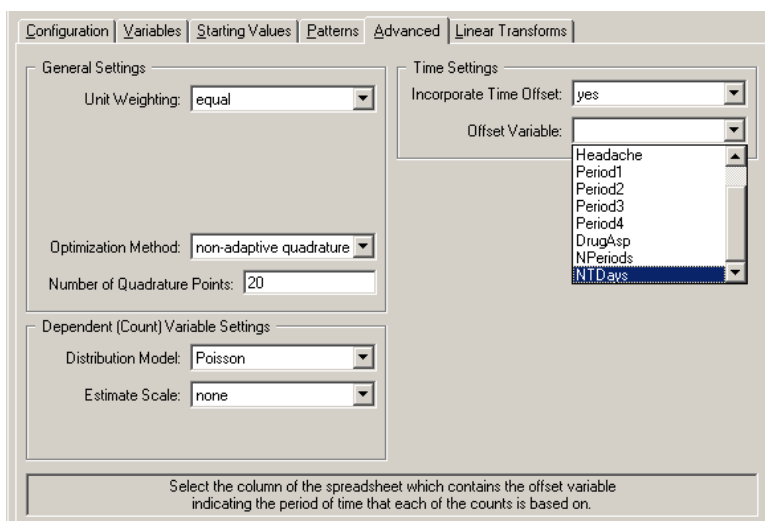 Configuration Variables Starting Values Patterns Advanced Linear Transforms
General Settings
Unit Weighting: equal
Optimization Method: non-adaptive quadrature
Number of Quadrature Points: 20
Dependent (Count) Variable Settings
Distribution Model: Poisson
Estimate Scale: none
Time Settings
Incorporate Time Offset: yes
Offset Variable:
Headache
Period1
Period2
Period3
Period4
DrugAsp
NPeriods
NTDays
Select the column of the spreadsheet which contains the offset variable
indicating the period of time that each of the counts is based on.